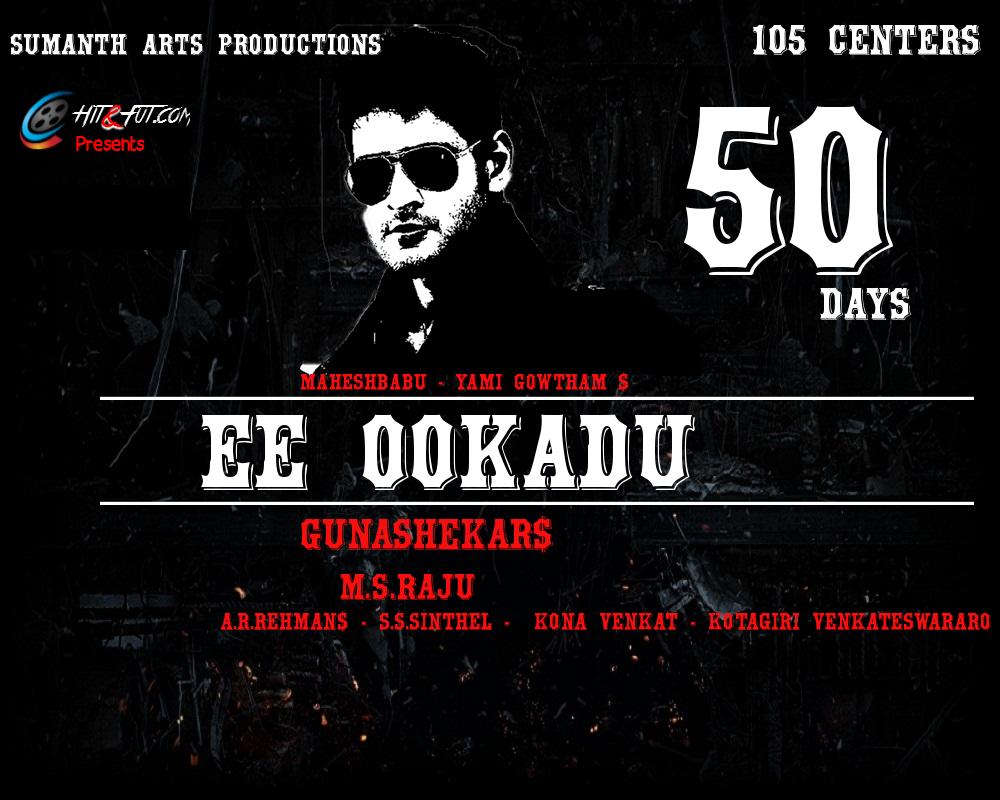 SUMANTH ARTS PRODUCTIONS
105 CENTERS
HIT&FUT.COM
Presents
50
DAYS
MAHESHBABU - YAMI GOWTHAM $
EE OOKADU
GUNASHEKAR$
M.S.RAJU
A.R.REHMAN$ - S.S.SINTHEL - KONA VENKAT - KOTAGIRI VENKATESWARARO